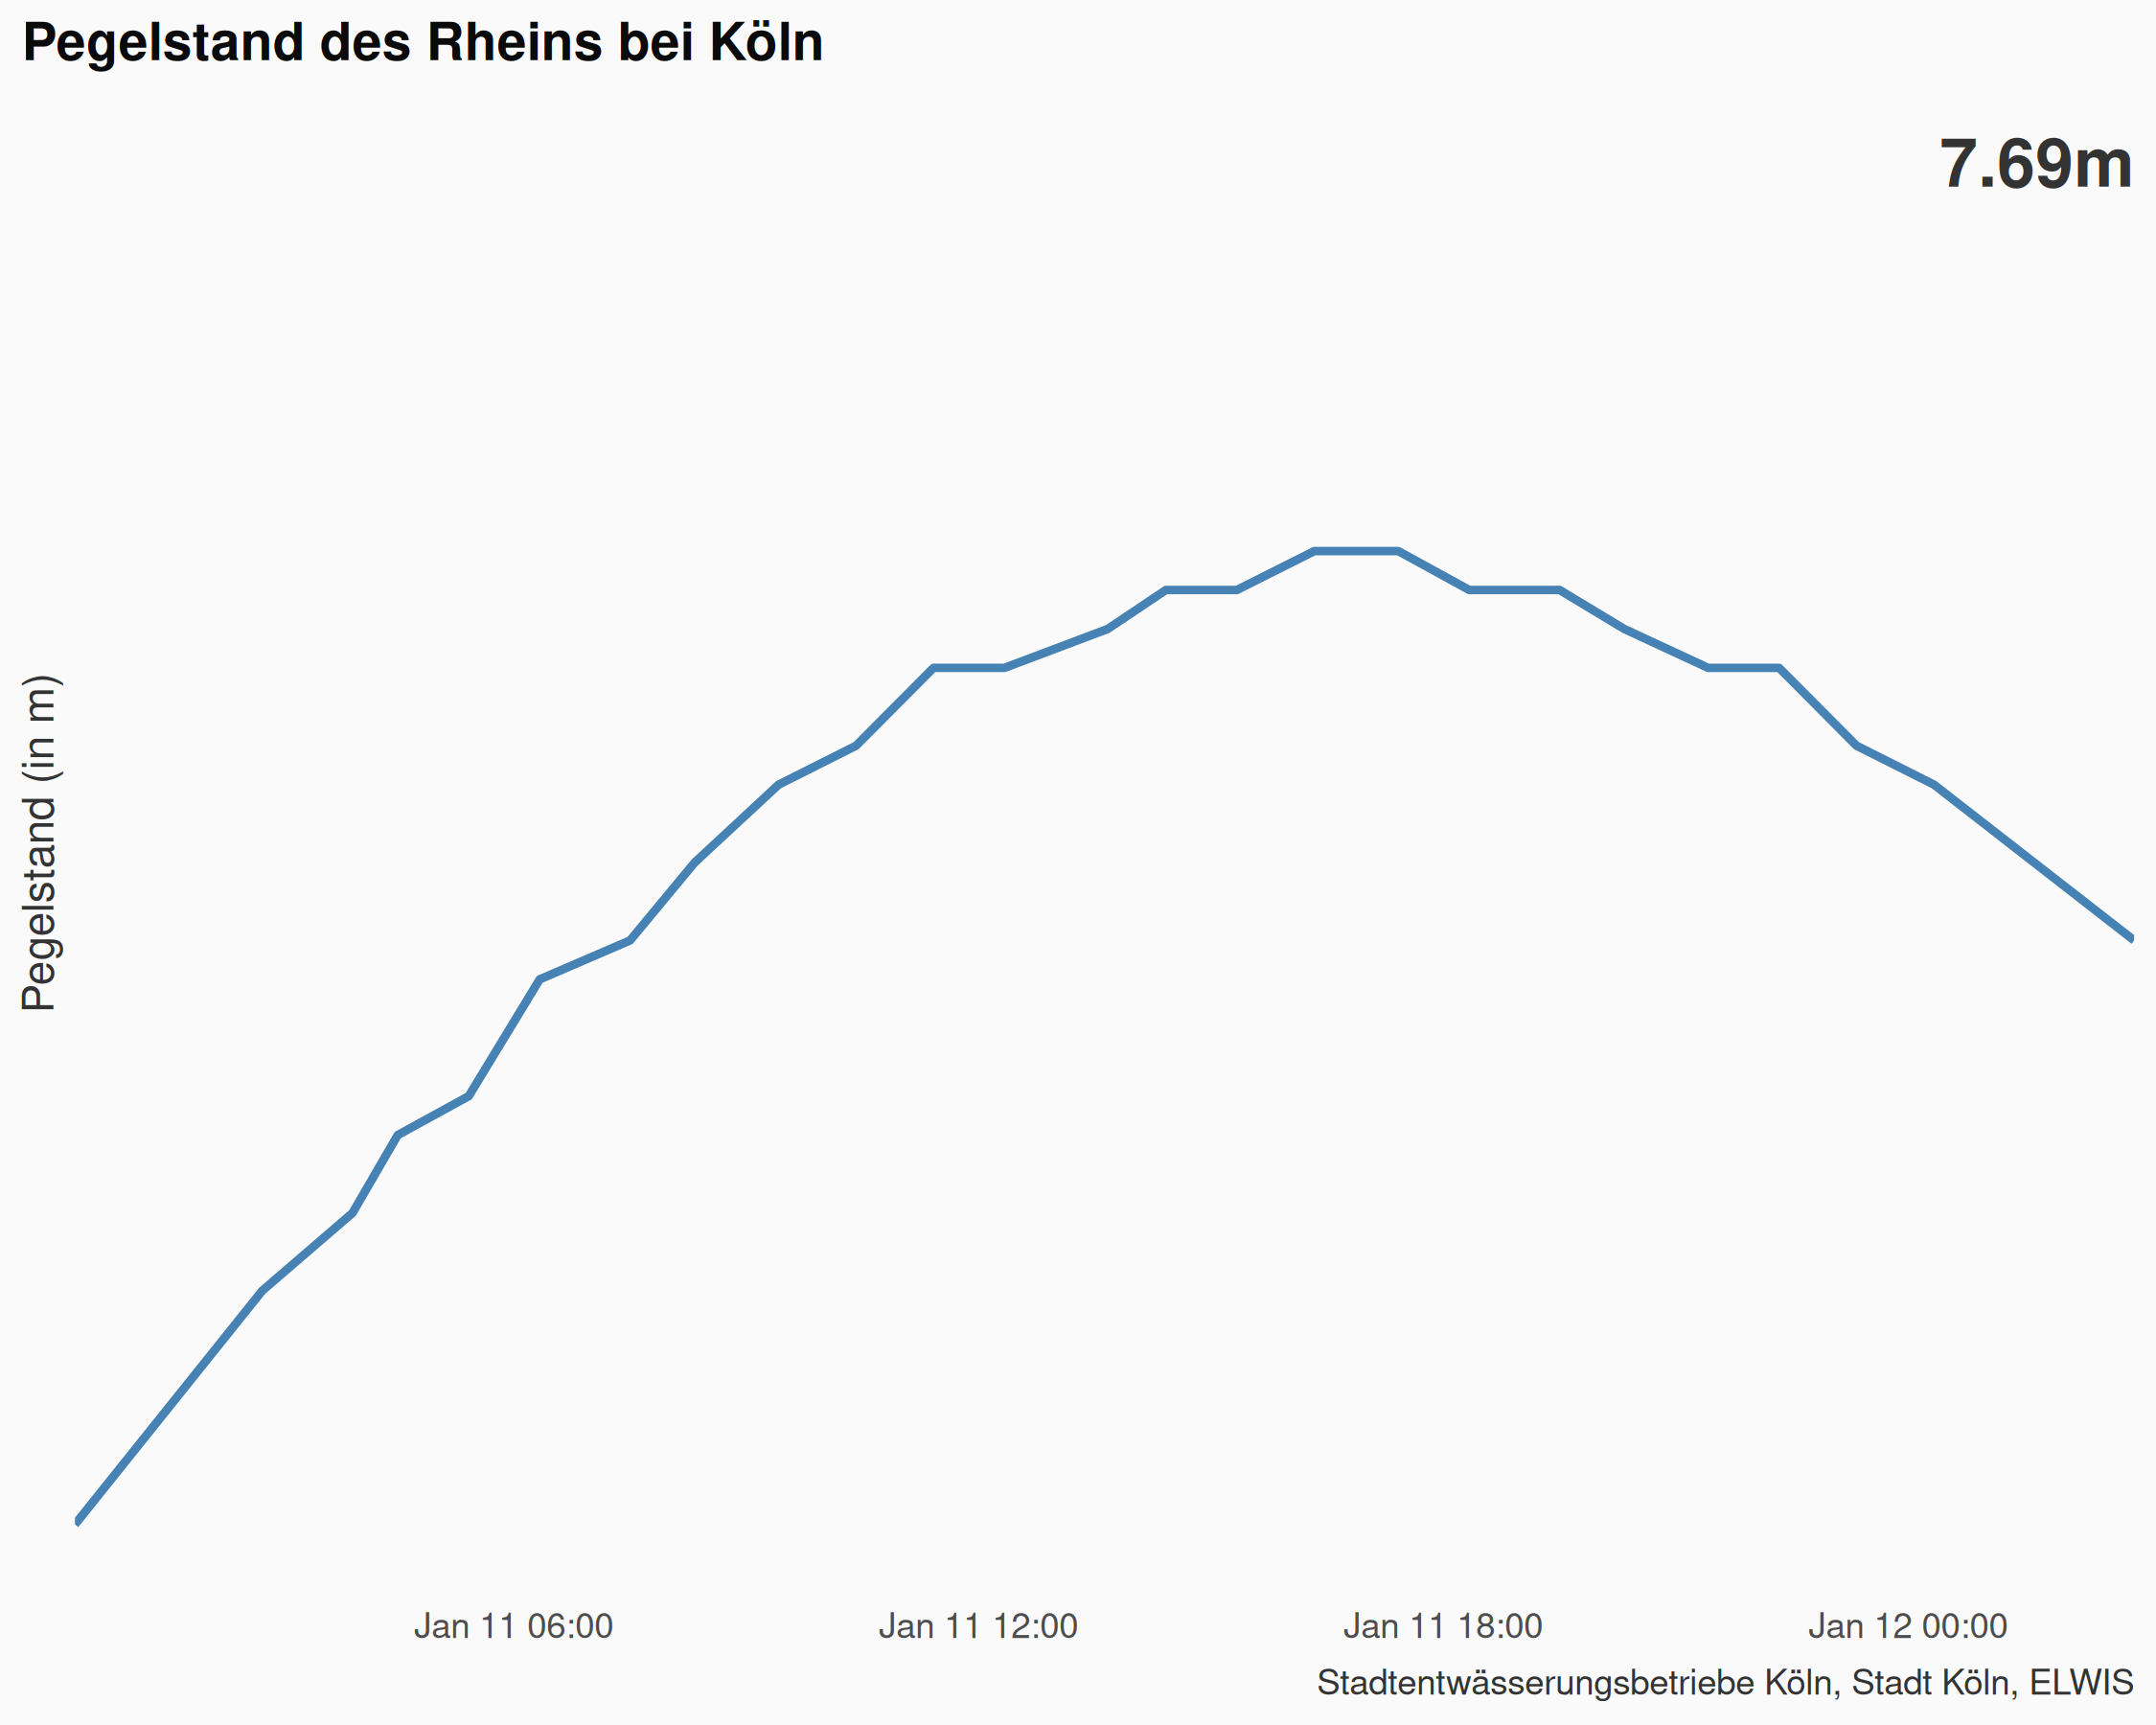 Pegelstand des Rheins bei Köln
7.69m
Pegelstand (in m)
Jan 11 06:00
Jan 11 12:00
Jan 11 18:00
Jan 12 00:00
Stadtentwässerungsbetriebe Köln, Stadt Köln, ELWIS